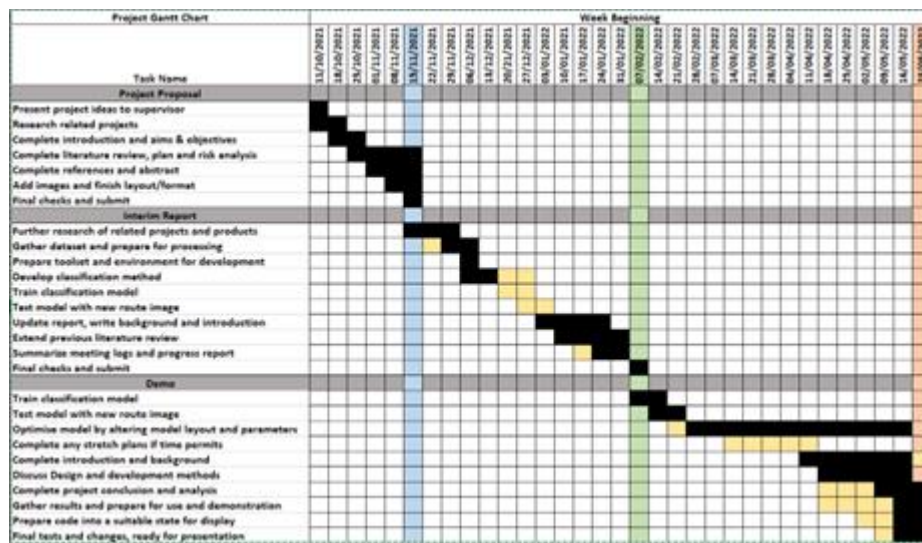 Project Gantt Chart
Week Beginning
Task Name
11/10/2021
18/10/2021
25/10/2021
01/11/2021
08/11/2021
15/11/2021
22/11/2021
29/11/2021
06/12/2021
13/12/2021
20/12/2021
27/12/2021
03/01/2022
10/01/2022
17/01/2022
24/01/2022
31/01/2022
07/02/2022
14/02/2022
21/02/2022
28/02/2022
07/03/2022
14/03/2022
21/03/2022
28/03/2022
04/04/2022
11/04/2022
18/04/2022
25/04/2022
02/05/2022
09/05/2022
16/05/2022
Project Proposal
Present project ideas to supervisor
Research related projects
Complete introduction and aims & objectives
Complete literature review, plan and risk analysis
Complete references and abstract
Add images and finish layout/format
Final checks and submit
Interim Report
Further research of related projects and products
Gather dataset and prepare for processing
Prepare toolset and environment for development
Develop classification method
Train classification model
Test model with new route image
Update report, write background and introduction
Extend previous literature review
Summarize meeting logs and progress report
Final checks and submit
Demo
Train classification model
Test model with new route image
Optimise model by altering model layout and parameters
Complete any stretch plans if time permits
Complete introduction and background
Discuss Design and development methods
Complete project conclusion and analysis
Gather results and prepare for use and demonstration
Prepare code into a suitable state for display
Final tests and changes, ready for presentation